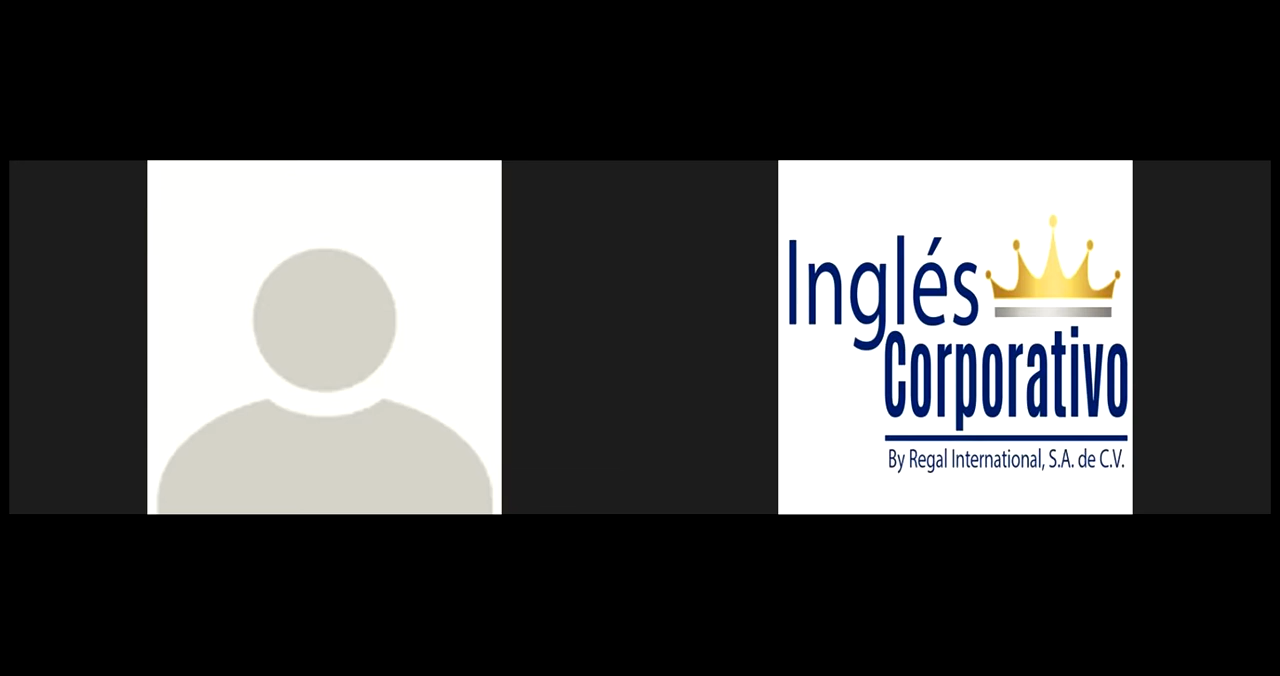 Inglés
Corporativo
By Regal International, S.A. de C.V.